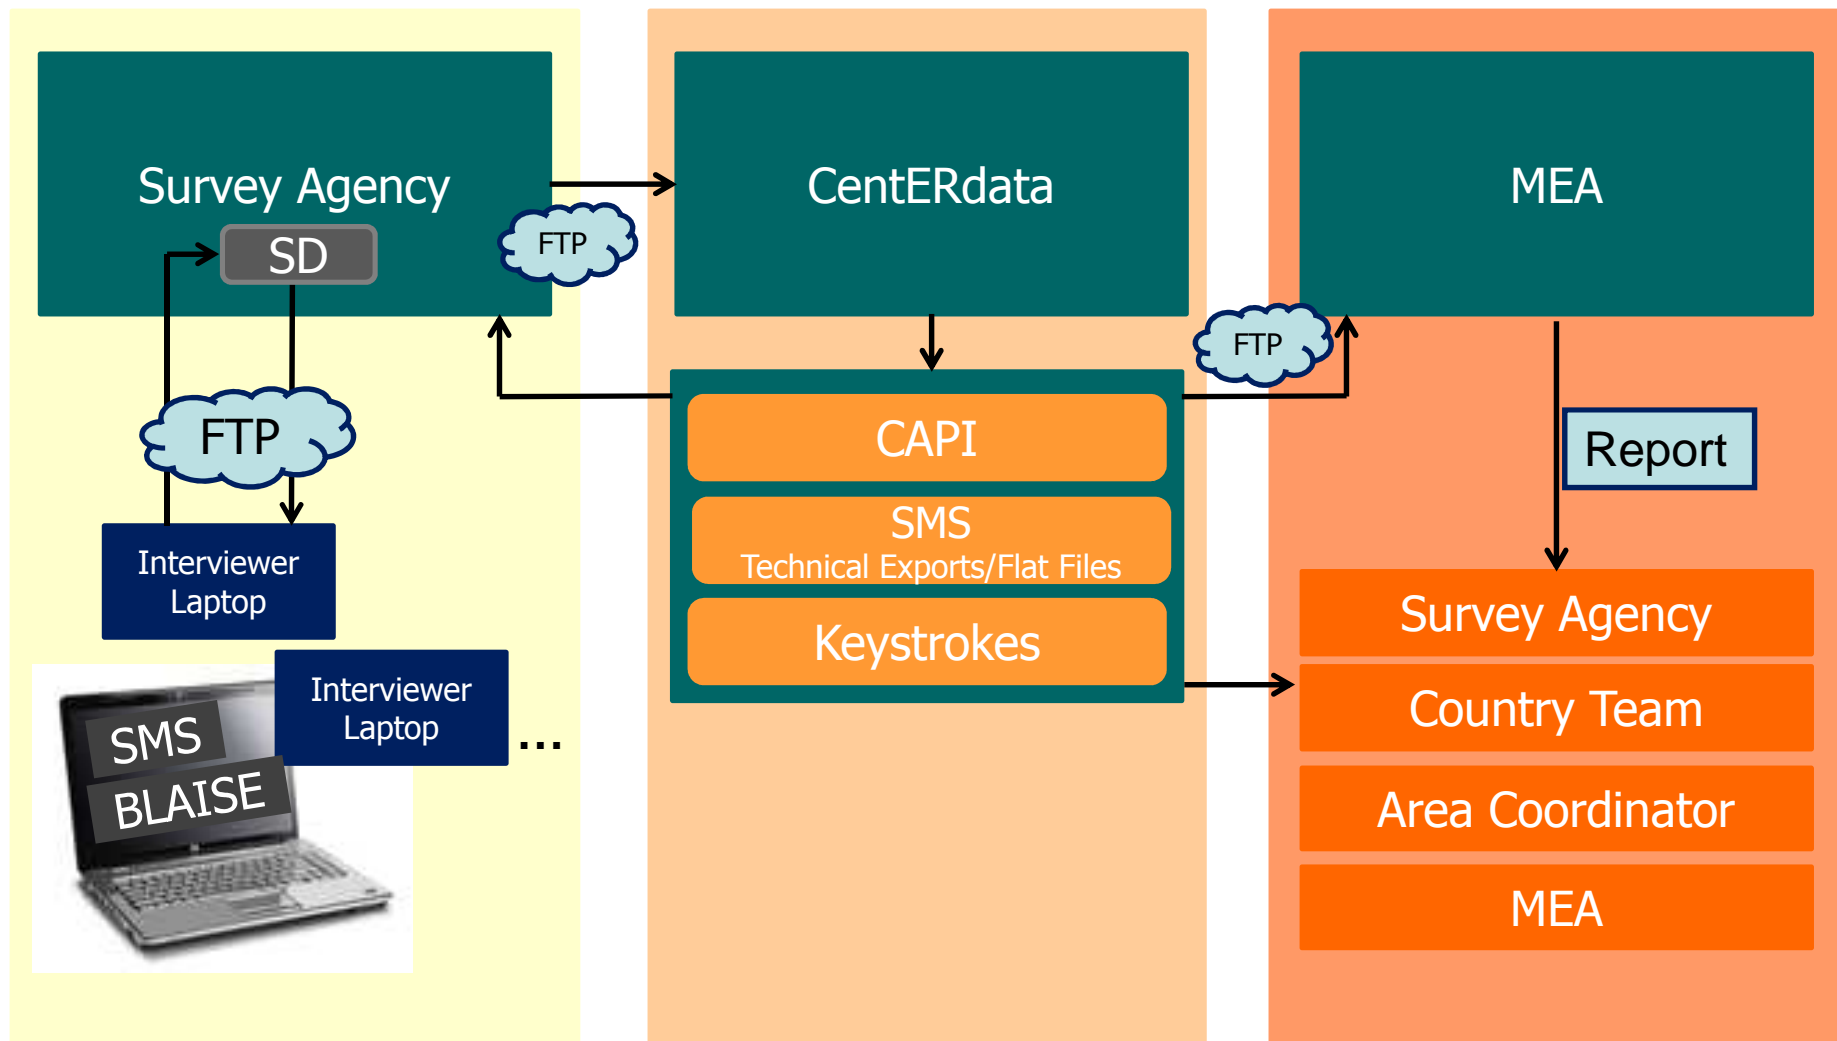 Survey Agency
SD
FTP
FTP
Interviewer
Laptop
Interviewer
Laptop
...
SMS
BLAISE
CentERdata
CAPI
SMS
Technical Exports/Flat Files
Keystrokes
FTP
MEA
Report
Survey Agency
Country Team
Area Coordinator
MEA